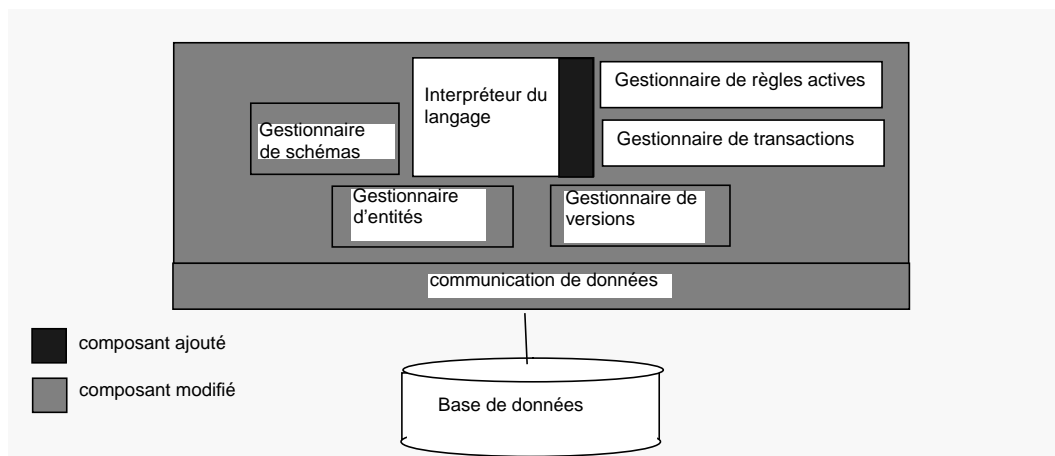 Interpréteur du
langage
Gestionnaire de règles actives
Gestionnaire de transactions
Gestionnaire
de schémas
Gestionnaire
d'entités
Gestionnaire de
versions
communication de données
composant ajouté
composant modifié
Base de données